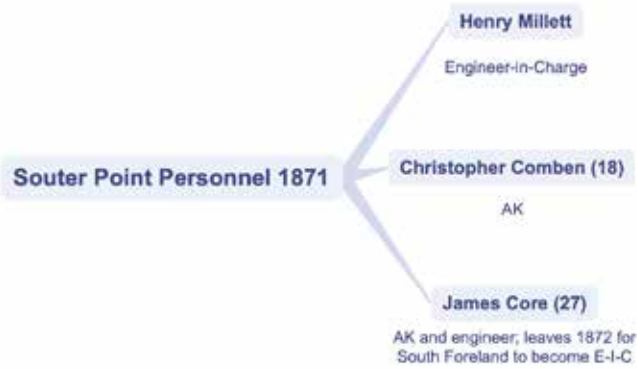 Henry Millett
Engineer-in-Charge
Souter Point Personnel 1871
Christopher Comben (18)
AK
James Core (27)
AK and engineer; leaves 1872 for
South Foreland to become E-I-C